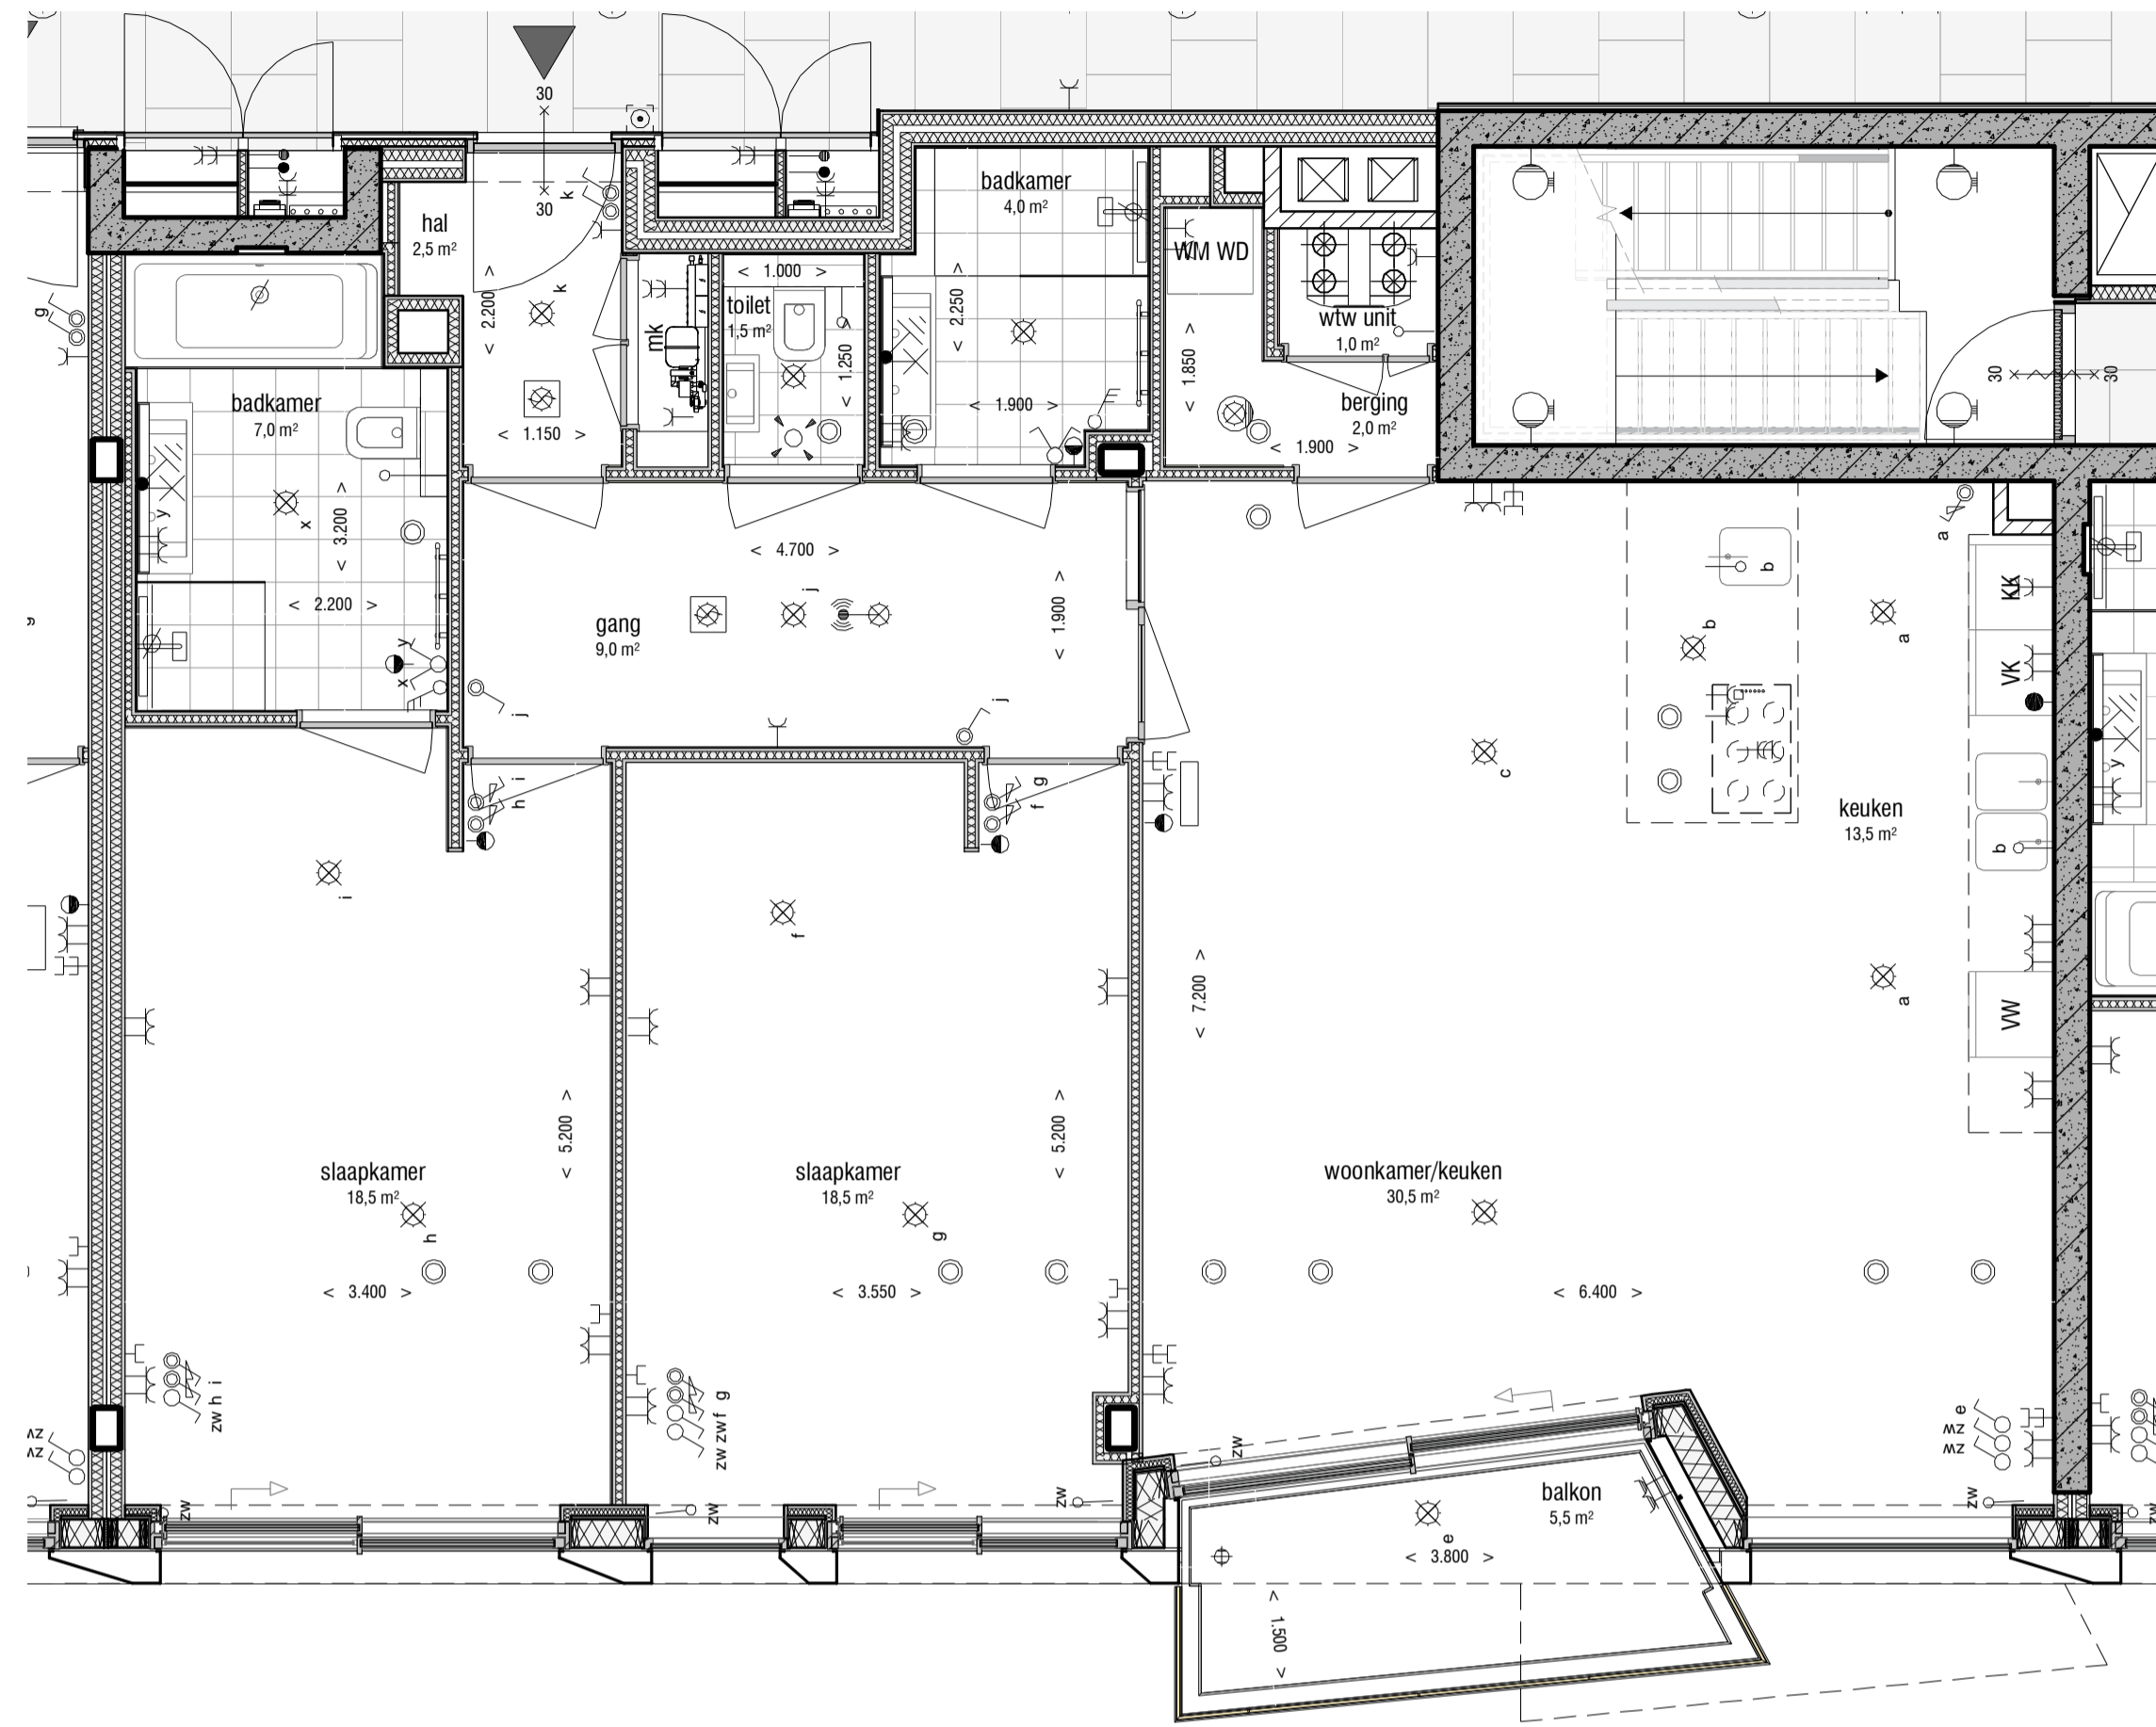 30
30
k
hal
2,5 m²
< 2.200 >
k
< 1.150 >
mk
< 1.000 >
toilet
1,5 m²
< 1.250 >
badkamer
4,0 m²
< 2.250 >
< 1.900 >
WM WD
< 1.850 >
wtw unit
1,0 m²
berging
2,0 m²
< 1.900 >
30
30
g
badkamer
7,0 m²
y
x
< 3.200 >
< 2.200 >
y
x
g
< 4.700 >
gang
9,0 m²
j
< 1.900 >
j
j
b
b
a
a
KK
VK
c
keuken
13,5 m²
b
a
VW
y
h i
f g
i
f
< 7.200 >
< 5.200 >
< 5.200 >
slaapkamer
18,5 m²
h
< 3.400 >
slaapkamer
18,5 m²
g
< 3.550 >
woonkamer/keuken
30,5 m²
< 6.400 >
zw h i
zw zw f g
zw
zw
zw
zw
zw
zw
e
zw
zw
zw
zw
balkon
5,5 m²
e
< 3.800 >
< 1.500 >